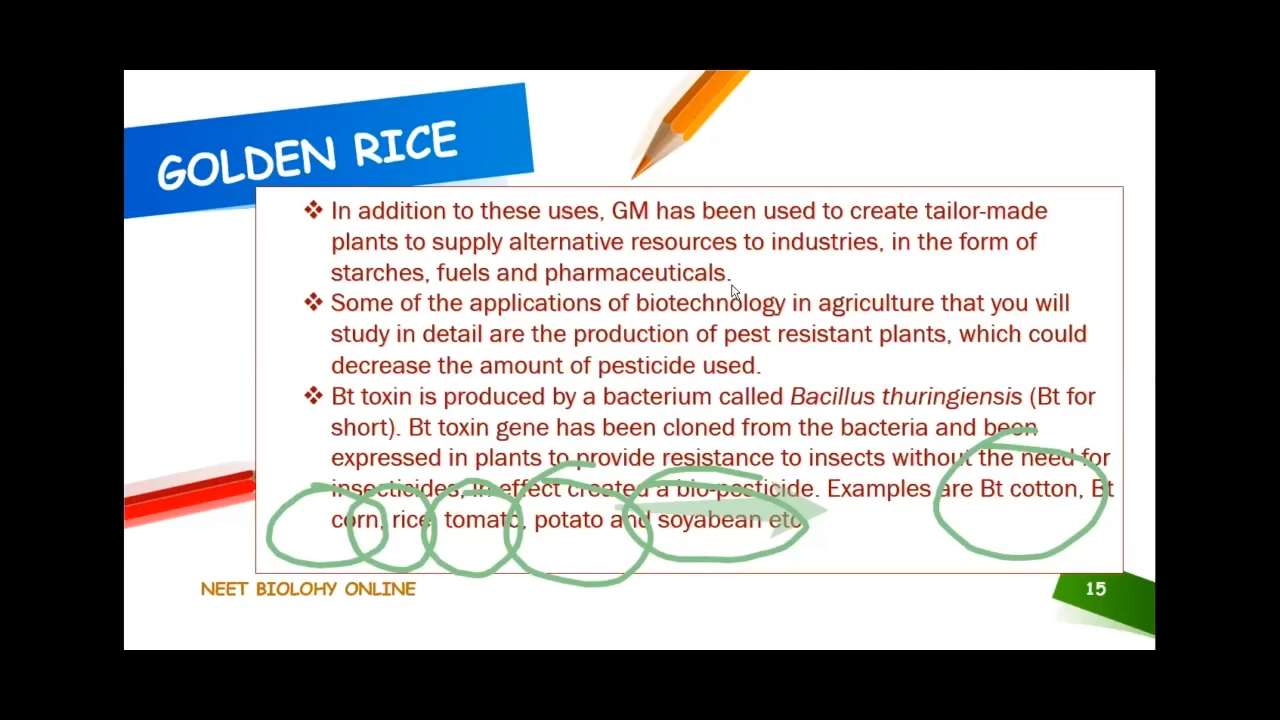 GOLDEN RICE
❖ In addition to these uses, GM has been used to create tailor-made
plants to supply alternative resources to industries, in the form of
starches, fuels and pharmaceuticals.
❖ Some of the applications of biotechnology in agriculture that you will
study in detail are the production of pest resistant plants, which could
decrease the amount of pesticide used.
❖ Bt toxin is produced by a bacterium called Bacillus thuringiensis (Bt for
short). Bt toxin gene has been cloned from the bacteria and been
expressed in plants to provide resistance to insects without the need for
insecticides, in effect created a bio-pesticide. Examples are Bt cotton, Bt
corn, rice, tomato, potato and soyabean etc
NEET BIOLOHY ONLINE
15